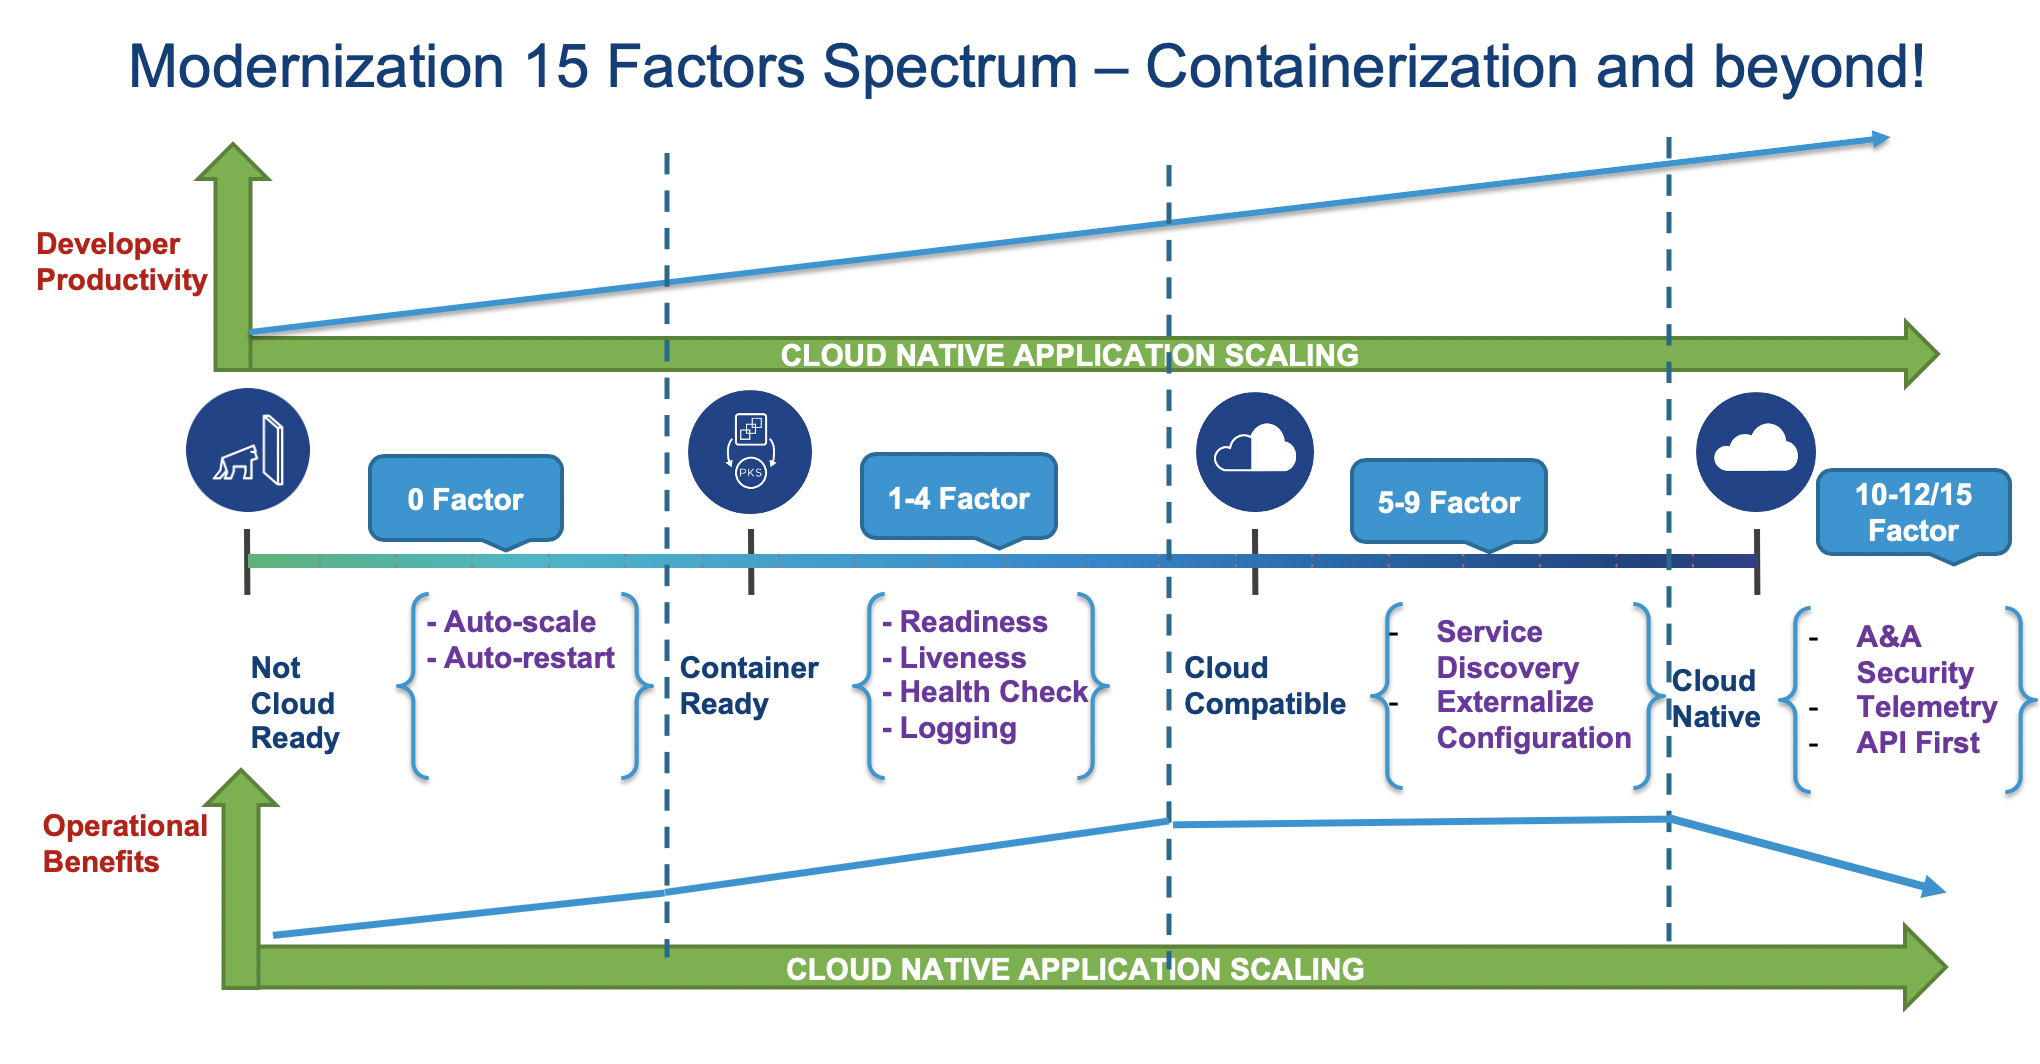 Modernization 15 Factors Spectrum – Containerization and beyond!
Developer
Productivity
CLOUD NATIVE APPLICATION SCALING
PKS
0 Factor
1-4 Factor
5-9 Factor
10-12/15
Factor
Not
Cloud
Ready
- Auto-scale
- Auto-restart
Container
Ready
- Readiness
- Liveness
- Health Check
- Logging
Cloud
Compatible
- Service
Discovery
- Externalize
Configuration
Cloud
Native
- A&A
Security
- Telemetry
- API First
Operational
Benefits
CLOUD NATIVE APPLICATION SCALING